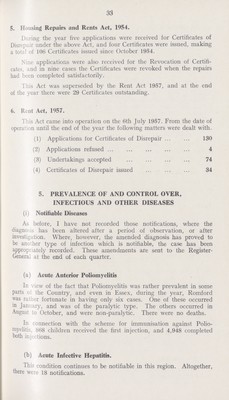 33
5. Housing Repairs and Rents Act, 1954.
During the year five applications were received for Certificates of
Disrepair under the above Act, and four Certificates were issued, making
a total of 196 Certificates issued since October 1954.
Nine applications were also received for the Revocation of Certifi-
cates, and in nine cases the Certificates were revoked when the repairs
had been completed satisfactorily.
This Act was superseded by the Rent Act 1957, and at the end
of the year there were 29 Certificates outstanding.
6. Rent Act, 1957.
This Act came into operation on the 6th July 1957. From the date of
operation until the end of the year the following matters were dealt with.
(1) Applications for Certificates of Disrepair ... ... 130
(2) Applications refused ... ... ... ... ... ... 4
(3) Undertakings accepted ... ... ... ... ... 74
(4) Certificates of Disrepair issued ... ... ... ... 34
5. PREVALENCE OF AND CONTROL OVER,
INFECTIOUS AND OTHER DISEASES
(i) Notifiable Diseases
As before, I have not recorded those notifications, where the
diagnosis has been altered after a period of observation, or after
investigation. Where, however, the amended diagnosis has proved to
be another type of infection which is notifiable, the case has been
appropriately recorded. These amendments are sent to the Register-
General at the end of each quarter.
(a) Acute Anterior Poliomyelitis
In view of the fact that Poliomyelitis was rather prevalent in some
parts of the Country, and even in Essex, during the year, Romford
was rather fortunate in having only six cases. One of these occurred
in January, and was of the paralytic type. The others occurred in
August to October, and were non-paralytic. There were no deaths.
In connection with the scheme for immunisation against Polio-
myelitis, 968 children received the first injection, and 4,940 completed
both injections.
(b) Acute Infective Hepatitis.
This condition continues to be notifiable in this region. Altogether,
there were 18 notifications.